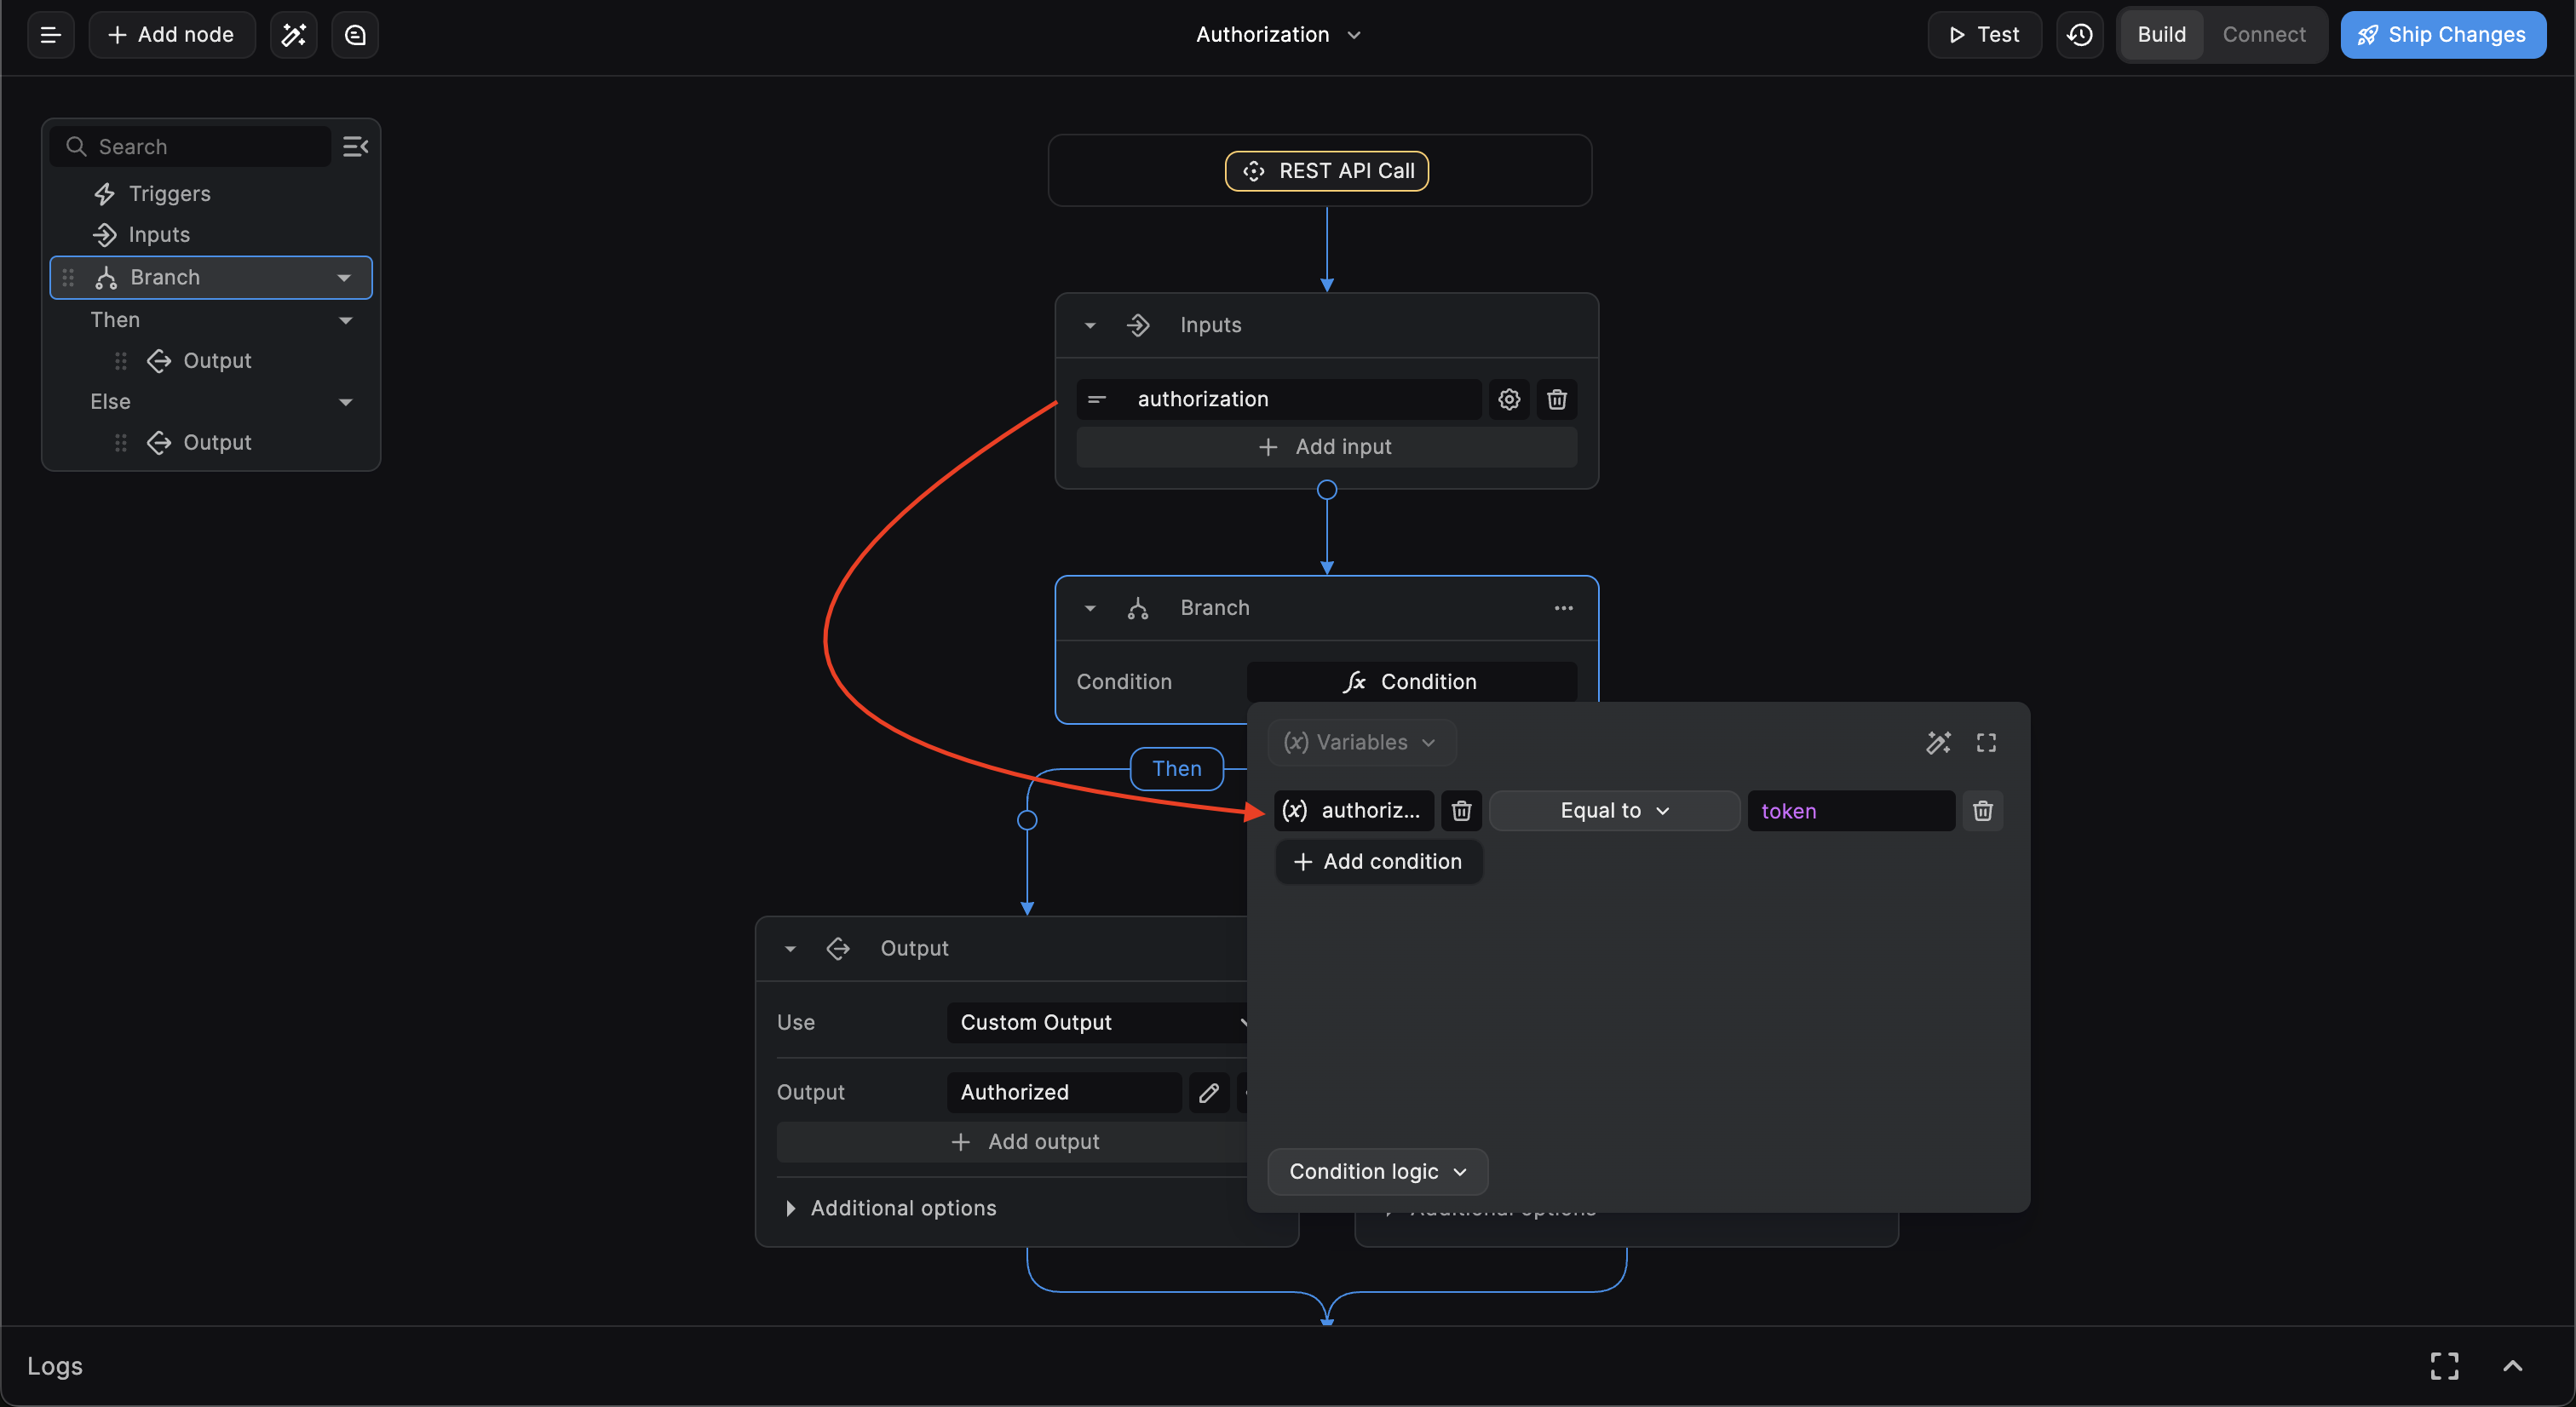 Add node
Authorization
Test
Build
Connect
Ship Changes
Search
Triggers
Inputs
Branch
Then
Output
Else
Output
REST API Call
Inputs
authorization
Add input
Branch
Condition
Condition
Variables
Then
authoriz...
Equal to
token
Add condition
Condition logic
Output
Use
Custom Output
Output
Authorized
Add output
Additional options
Additional options
Logs